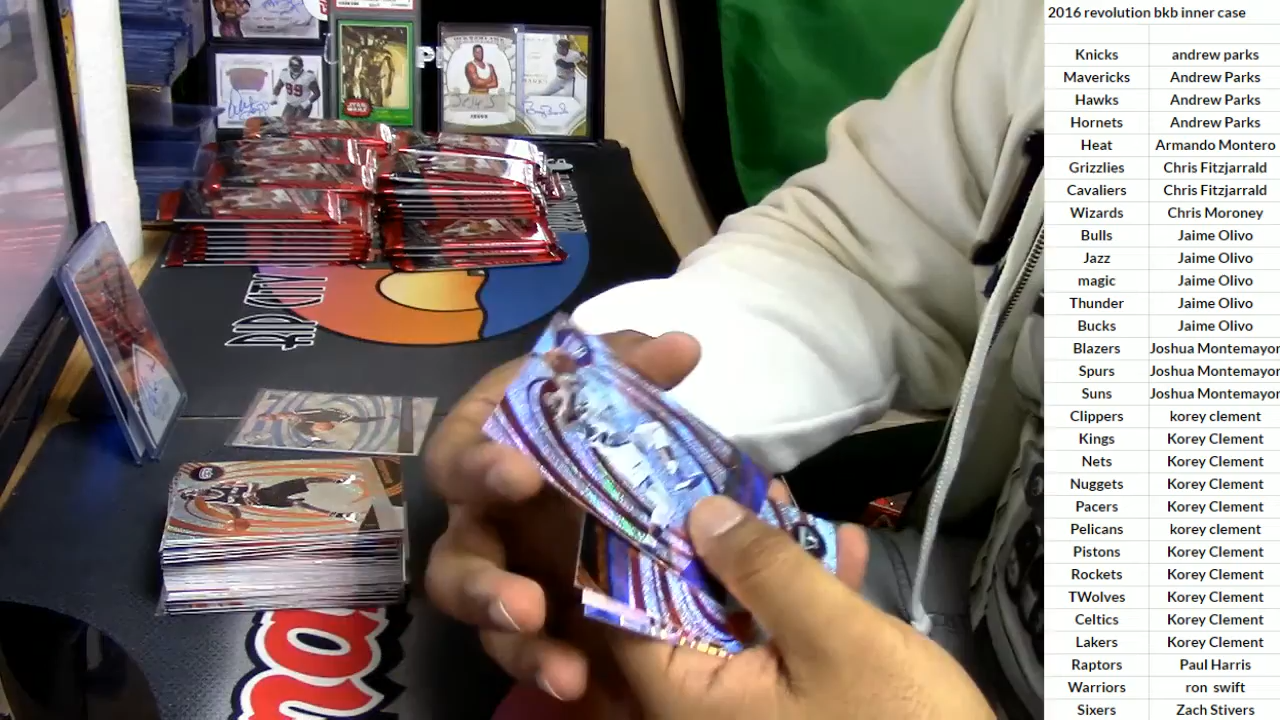 2016 revolution bkb inner case
Knicks andrew parks
Mavericks Andrew Parks
Hawks Andrew Parks
Hornets Andrew Parks
Heat Armando Montero
Grizzlies Chris Fitzjarrald
Cavaliers Chris Fitzjarrald
Wizards Chris Moroney
Bulls Jaime Olivo
Jazz Jaime Olivo
magic Jaime Olivo
Thunder Jaime Olivo
Bucks Jaime Olivo
Blazers Joshua Montemayor
Spurs Joshua Montemayor
Suns Joshua Montemayor
Clippers korey clement
Kings Korey Clement
Nets Korey Clement
Nuggets Korey Clement
Pacers Korey Clement
Pelicans korey clement
Pistons Korey Clement
Rockets Korey Clement
TWolves Korey Clement
Celtics Korey Clement
Lakers Korey Clement
Raptors Paul Harris
Warriors ron swift
Sixers Zach Stivers
STAR WARS
99
RIP CITY